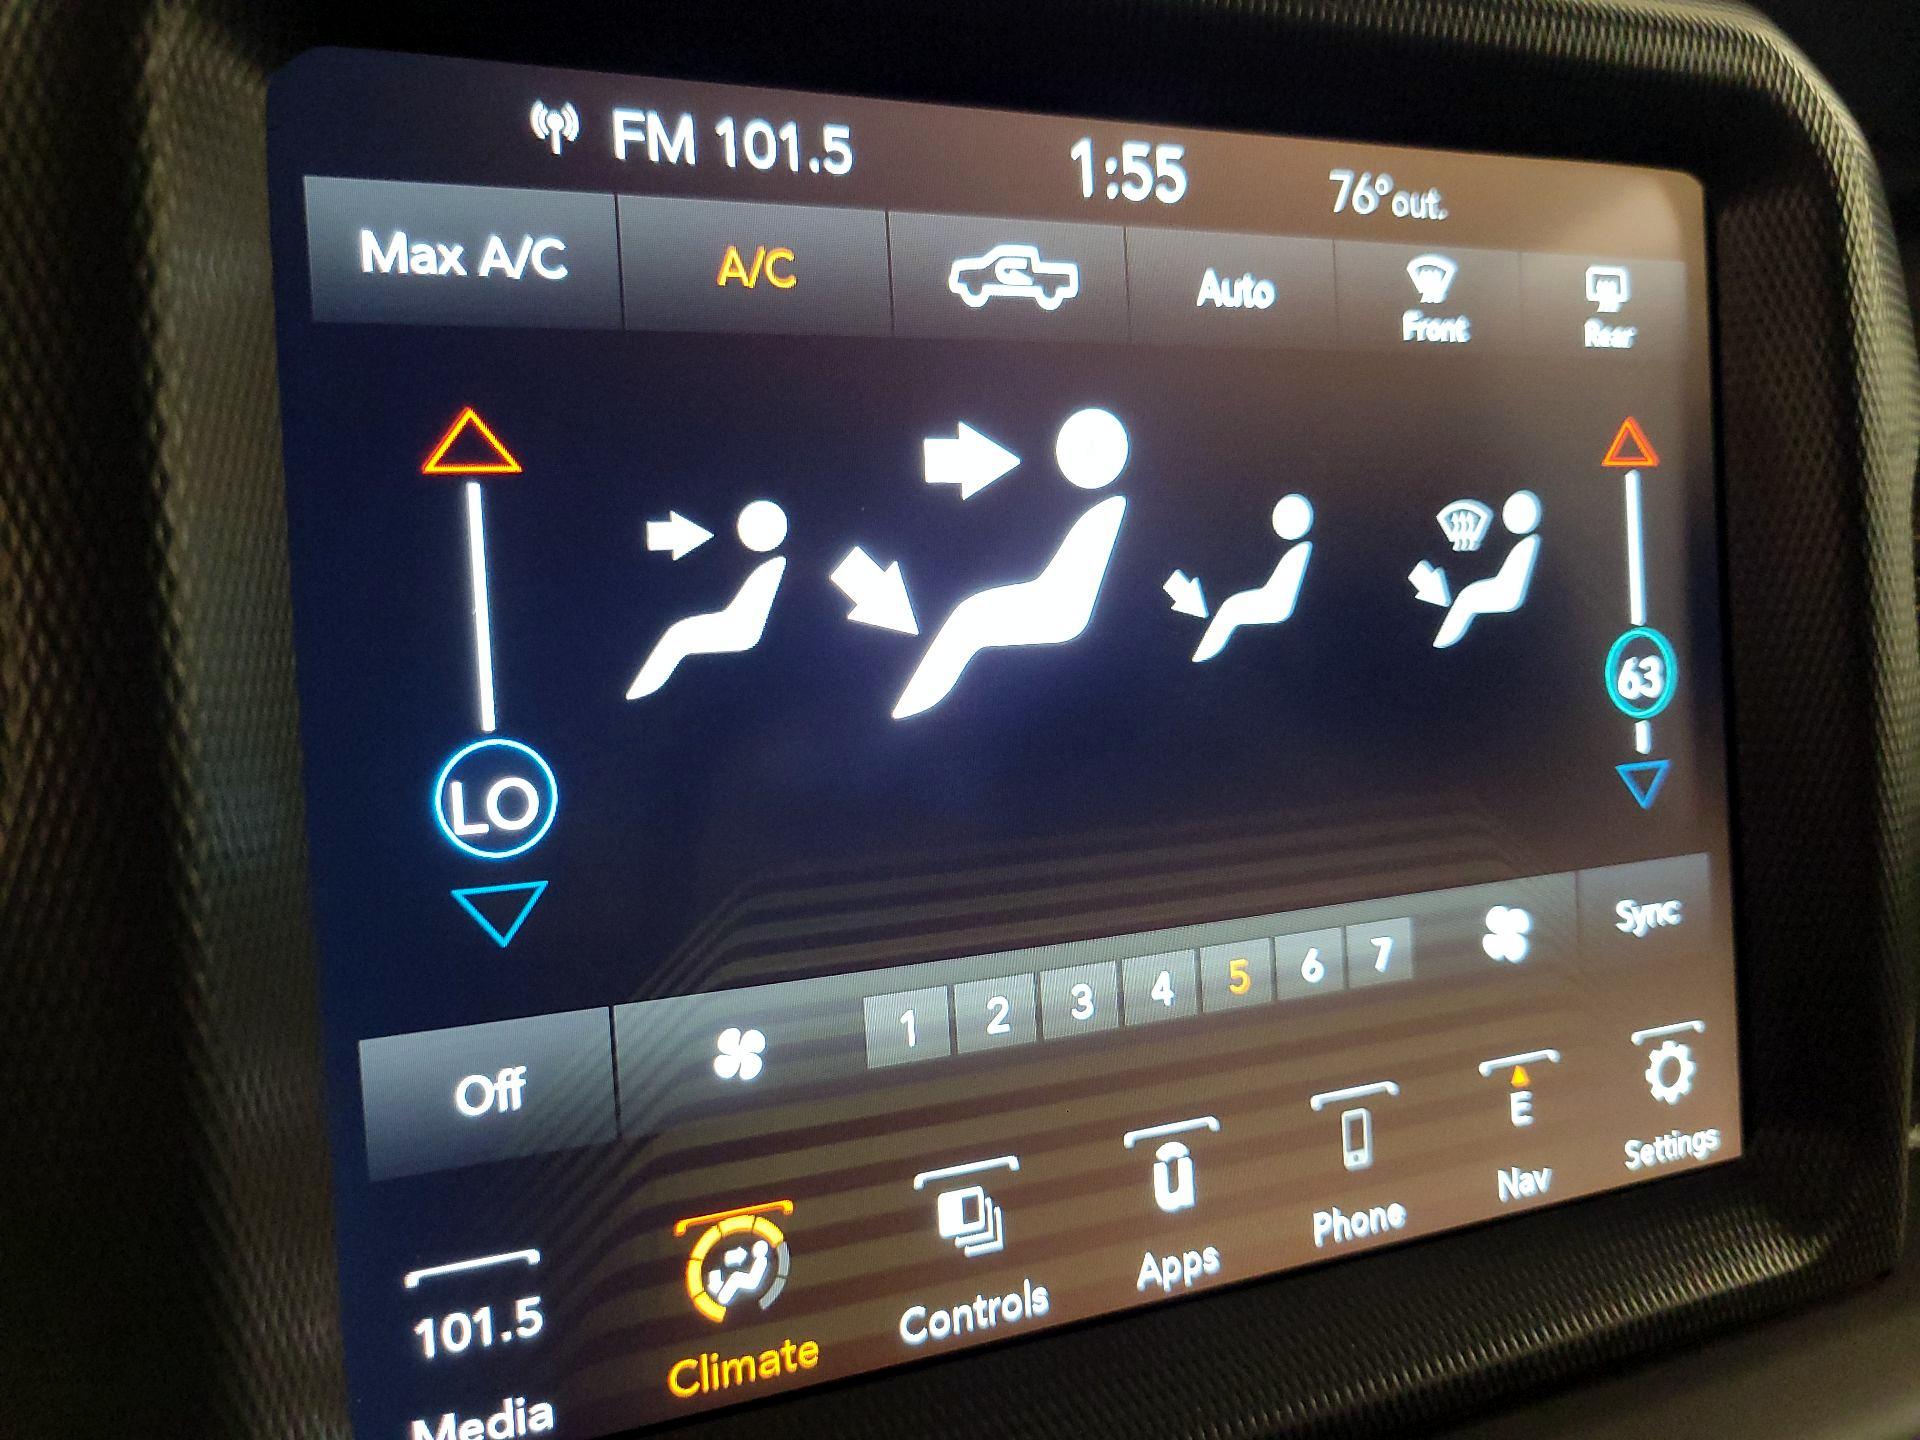 FM 101.5 1:55 76° out.
Max A/C A/C Auto Front Rear
LO 63
Off 1 2 3 4 5 6 7 Sync
101.5 u E
Media Climate Controls Apps Phone Nav Settings